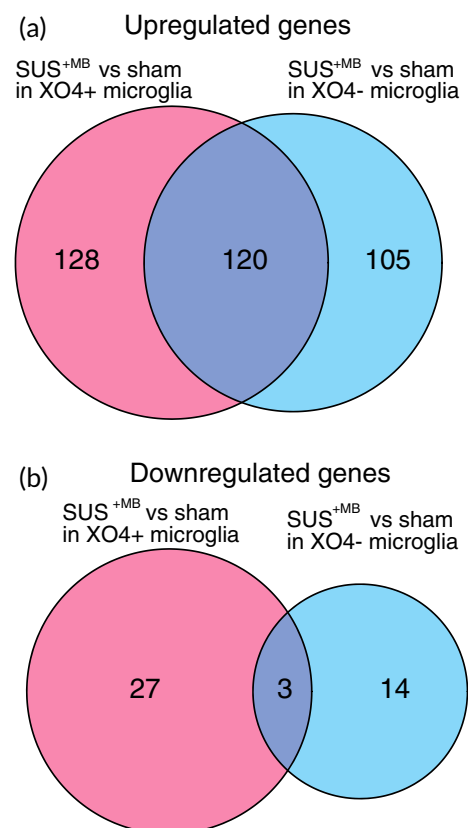 (a) Upregulated genes
SUS+MB vs sham
in XO4+ microglia
SUS+MB vs sham
in XO4- microglia
128 120 105
(b) Downregulated genes
SUS+MB vs sham
in XO4+ microglia
SUS+MB vs sham
in XO4- microglia
27 3 14